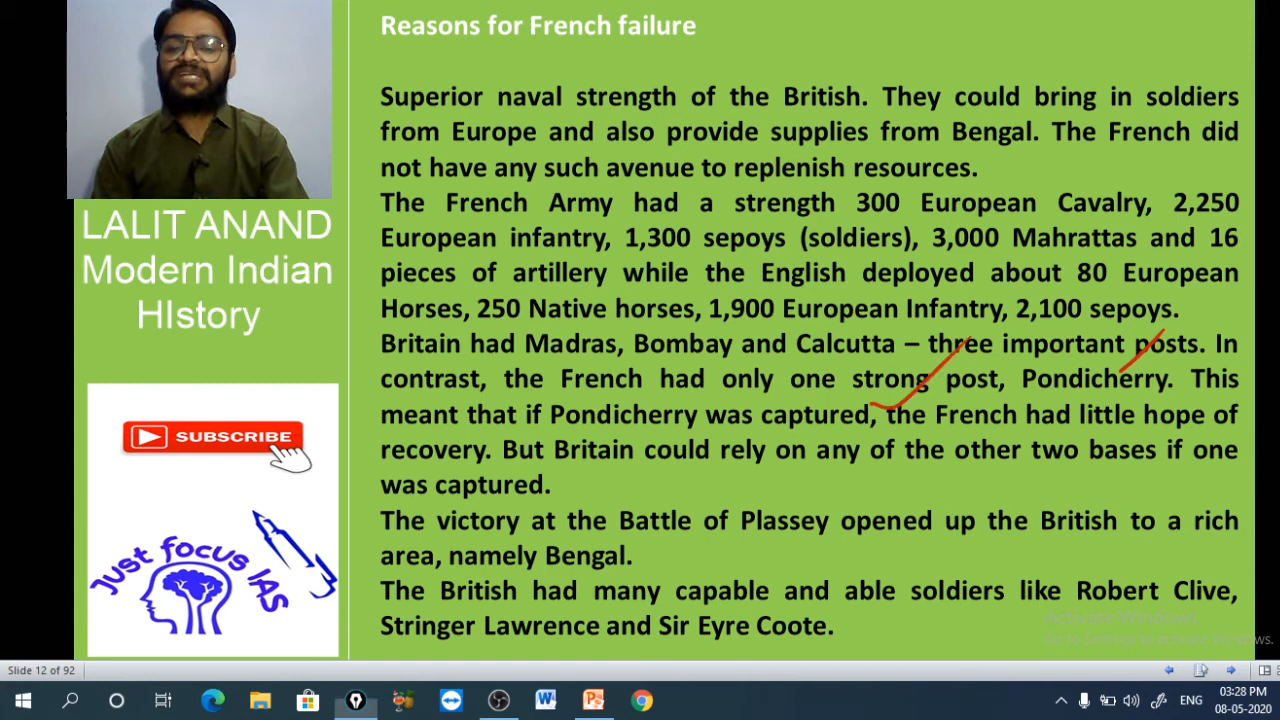 Reasons for French failure
Superior naval strength of the British. They could bring in soldiers
from Europe and also provide supplies from Bengal. The French did
not have any such avenue to replenish resources.
The French Army had a strength 300 European Cavalry, 2,250
European infantry, 1,300 sepoys (soldiers), 3,000 Mahrattas and 16
pieces of artillery while the English deployed about 80 European
Horses, 250 Native horses, 1,900 European Infantry, 2,100 sepoys.
Britain had Madras, Bombay and Calcutta – three important posts. In
contrast, the French had only one strong post, Pondicherry. This
meant that if Pondicherry was captured, the French had little hope of
recovery. But Britain could rely on any of the other two bases if one
was captured.
The victory at the Battle of Plassey opened up the British to a rich
area, namely Bengal.
The British had many capable and able soldiers like Robert Clive,
Stringer Lawrence and Sir Eyre Coote.
LALIT ANAND
Modern Indian
HIstory
SUBSCRIBE
Just focus IAS
Activate Windows
Slide 12 of 92
ENG
03:28 PM
08-05-2020